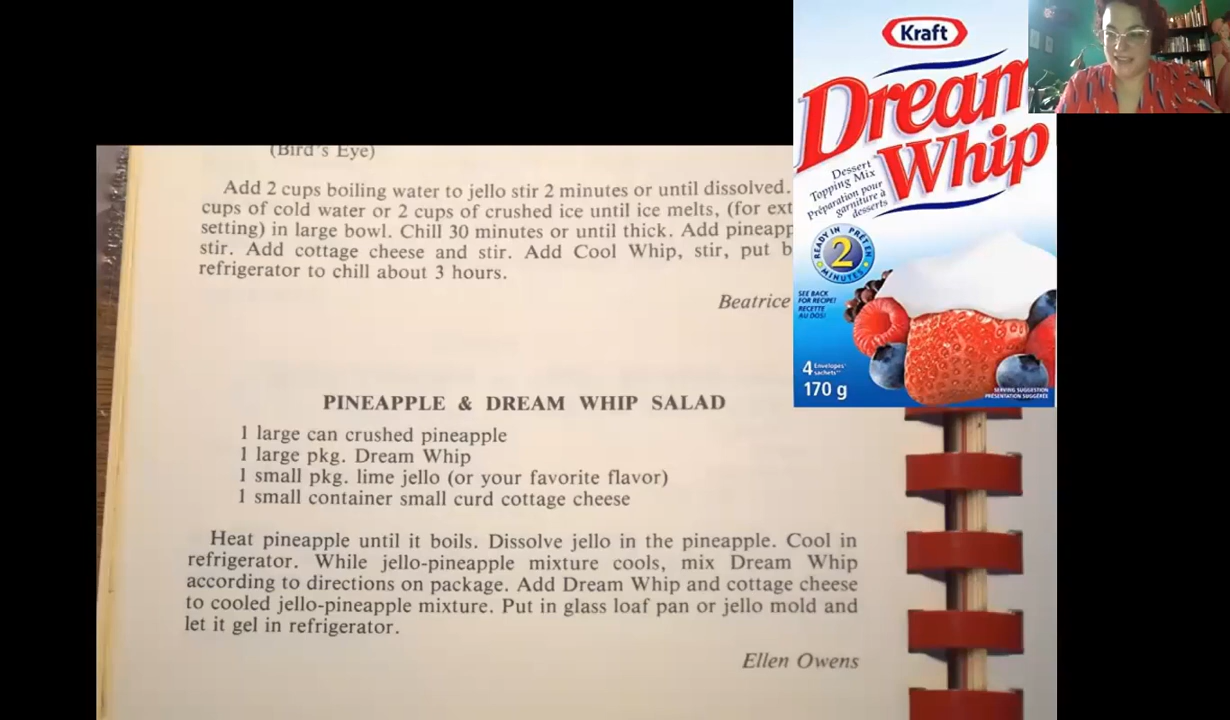 (Bird's Eye)
Add 2 cups boiling water to jello stir 2 minutes or until dissolved.
cups of cold water or 2 cups of crushed ice until ice melts, (for ext
setting) in large bowl. Chill 30 minutes or until thick. Add pineapp
stir. Add cottage cheese and stir. Add Cool Whip, stir, put b
refrigerator to chill about 3 hours.
Beatrice
PINEAPPLE & DREAM WHIP SALAD
1 large can crushed pineapple
1 large pkg. Dream Whip
1 small pkg. lime jello (or your favorite flavor)
1 small container small curd cottage cheese
Heat pineapple until it boils. Dissolve jello in the pineapple. Cool in
refrigerator. While jello-pineapple mixture cools, mix Dream Whip
according to directions on package. Add Dream Whip and cottage cheese
to cooled jello-pineapple mixture. Put in glass loaf pan or jello mold and
let it gel in refrigerator.
Ellen Owens
Kraft
Dream
Whip
Dessert
Topping Mix
Préparation pour
garniture à
desserts
READY IN PRÊT EN
2
MINUTES
SEE BACK
FOR RECIPE!
RECETTE
AU DOS!
4 Envelopes
sachets
170 g
SERVING SUGGESTION
PRÉSENTATION SUGGÉRÉE